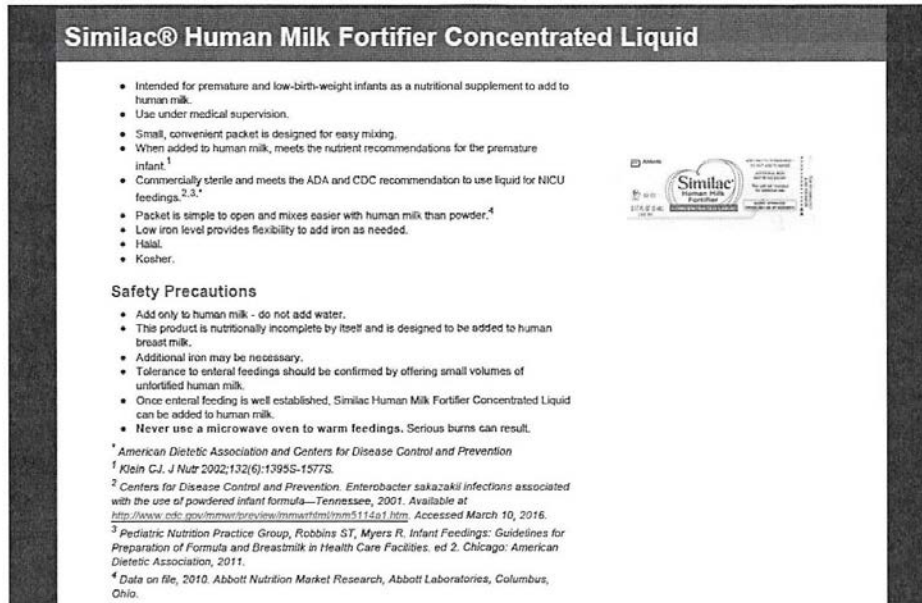 Similac® Human Milk Fortifier Concentrated Liquid
• Intended for premature and low-birth-weight infants as a nutritional supplement to add to
human milk.
• Use under medical supervision.
• Small, convenient packet is designed for easy mixing.
• When added to human milk, meets the nutrient recommendations for the premature
infant.1
• Commercially sterile and meets the ADA and CDC recommendation to use liquid for NICU
feedings.2,3,*
• Packet is simple to open and mixes easier with human milk than powder.4
• Low iron level provides flexibility to add iron as needed.
• Halal.
• Kosher.
Abbott
Similac
Human Milk
Fortifier
CONCENTRATED LIQUID
Safety Precautions
• Add only to human milk - do not add water.
• This product is nutritionally incomplete by itself and is designed to be added to human
breast milk.
• Additional iron may be necessary.
• Tolerance to enteral feedings should be confirmed by offering small volumes of
unfortified human milk.
• Once enteral feeding is well established, Similac Human Milk Fortifier Concentrated Liquid
can be added to human milk.
• Never use a microwave oven to warm feedings. Serious burns can result.
* American Dietetic Association and Centers for Disease Control and Prevention
1 Klein CJ. J Nutr 2002;132(6):1395S-1577S.
2 Centers for Disease Control and Prevention. Enterobacter sakazakii infections associated
with the use of powdered infant formula—Tennessee, 2001. Available at
http://www.cdc.gov/mmwr/preview/mmwrhtml/mm5114a1.htm. Accessed March 10, 2016.
3 Pediatric Nutrition Practice Group, Robbins ST, Myers R. Infant Feedings: Guidelines for
Preparation of Formula and Breastmilk in Health Care Facilities. ed 2. Chicago: American
Dietetic Association, 2011.
4 Data on file, 2010. Abbott Nutrition Market Research, Abbott Laboratories, Columbus,
Ohio.